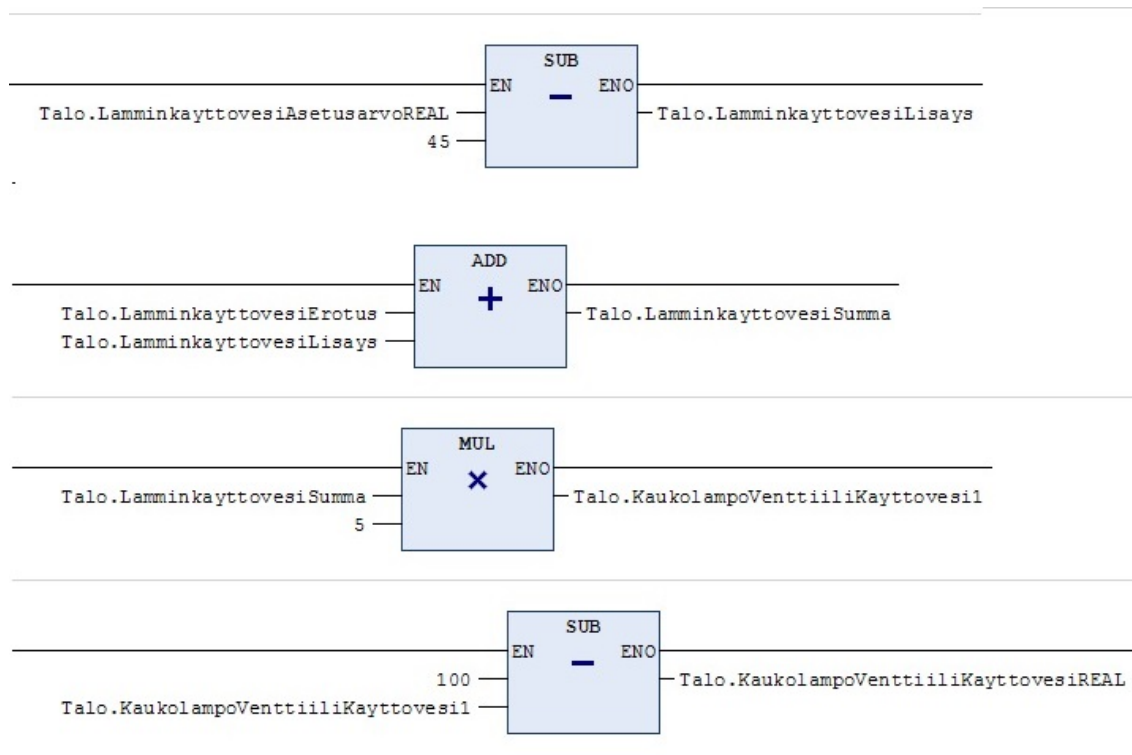 SUB
EN ENO
Talo.LamminkayttovesiAsetusarvoREAL − Talo.LamminkayttovesiLisays
45
ADD
EN ENO
+
Talo.LamminkayttovesiErotus Talo.LamminkayttovesiSumma
Talo.LamminkayttovesiLisays
MUL
EN ENO
×
Talo.LamminkayttovesiSumma Talo.KaukolampoVenttiiliKayttovesi1
5
SUB
EN ENO
−
100 Talo.KaukolampoVenttiiliKayttovesiREAL
Talo.KaukolampoVenttiiliKayttovesi1